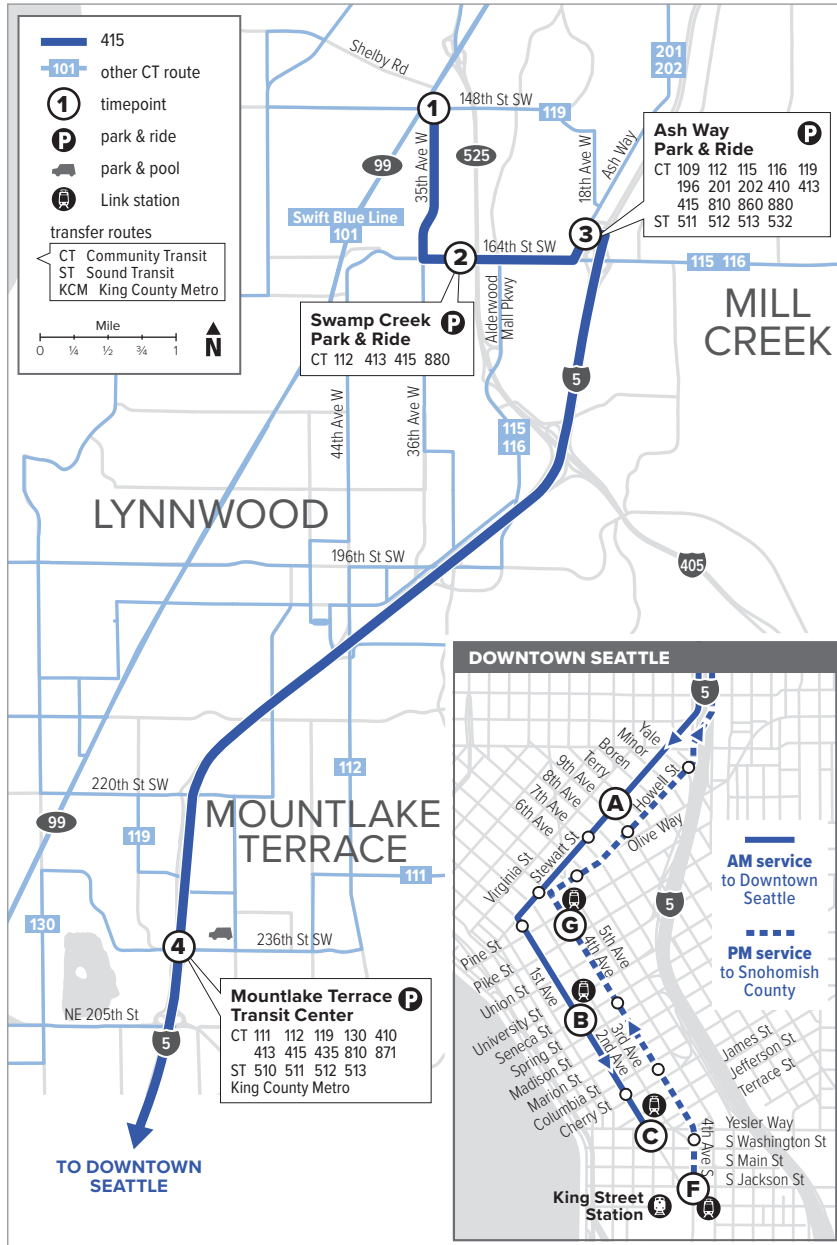 415
101
other CT route
1
timepoint
P
park & ride
park & pool
Link station
transfer routes
CT Community Transit
ST Sound Transit
KCM King County Metro
Mile
0 ¼ ½ ¾ 1
N
Shelby Rd
201
202
1
148th St SW
119
99
525
35th Ave W
18th Ave W
Ash Way
Ash Way
Park & Ride
P
CT 109 112 115 116 119
196 201 202 410 413
415 810 860 880
ST 511 512 513 532
Swift Blue Line
101
3
2
164th St SW
115 116
Alderwood
Mall Pkwy
MILL
CREEK
Swamp Creek
Park & Ride
P
CT 112 413 415 880
5
44th Ave W
36th Ave W
115
116
LYNNWOOD
196th St SW
405
220th St SW
112
MOUNTLAKE
TERRACE
99
119
111
130
4
236th St SW
NE 205th St
5
Mountlake Terrace
Transit Center
P
CT 111 112 119 130 410
413 415 435 810 871
ST 510 511 512 513
King County Metro
TO DOWNTOWN
SEATTLE
DOWNTOWN SEATTLE
5
Yale
Minor
Boren
Terry
9th Ave
8th Ave
7th Ave
6th Ave
A
Howell St
Olive Way
Stewart St
Virginia St
AM service
to Downtown
Seattle
5
G
5th Ave
4th Ave
PM service
to Snohomish
County
Pine St
Pike St
Union St
University St
Seneca St
Spring St
Madison St
Marion St
Columbia St
Cherry St
1st Ave
B
2nd Ave
3rd Ave
James St
Jefferson St
Terrace St
C
4th Ave S
Yesler Way
S Washington St
S Main St
S Jackson St
F
King Street
Station